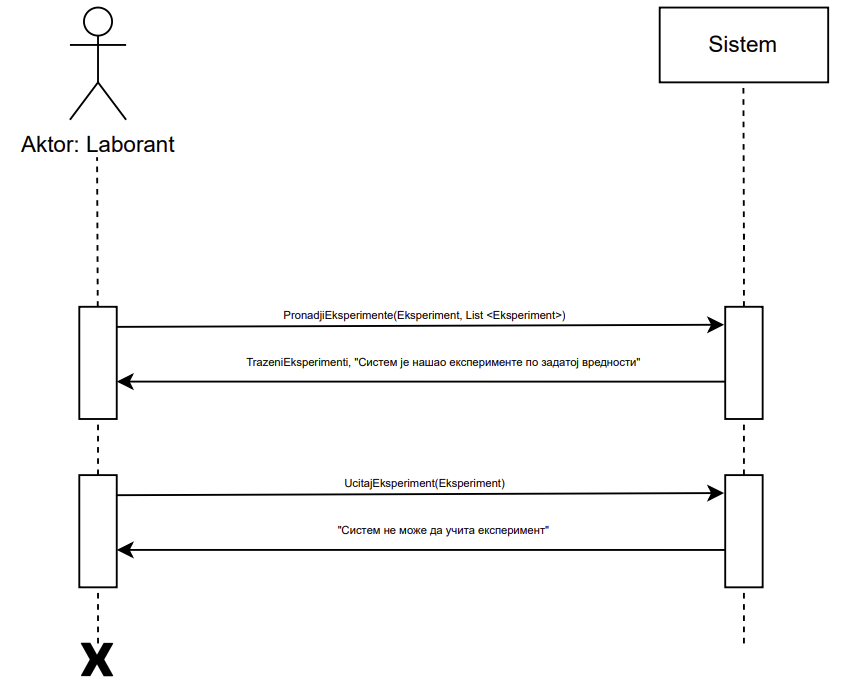 Sistem
Aktor: Laborant
PronadjiEksperimente(Eksperiment, List <Eksperiment>)
TrazeniEksperimenti, "Систем је нашао експерименте по задатој вредности"
UcitajEksperiment(Eksperiment)
"Систем не може да учита експеримент"
X